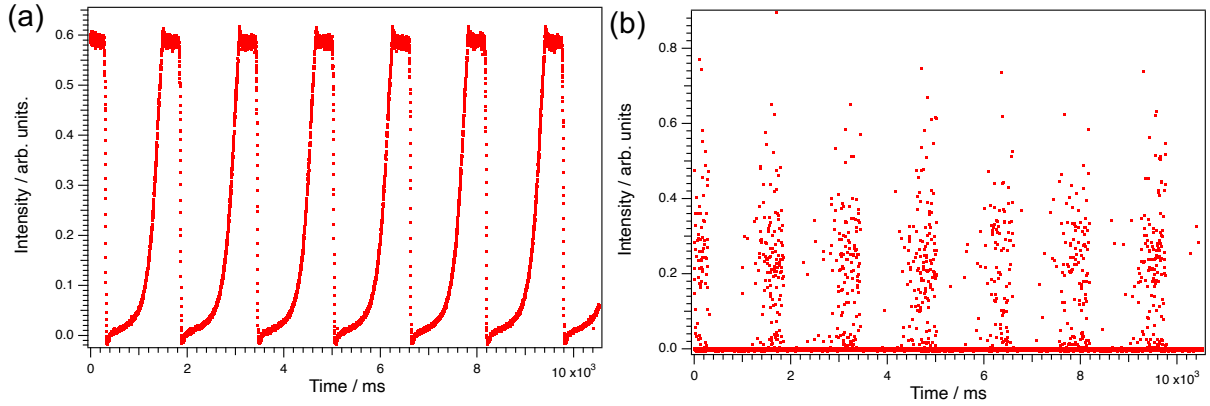 (a)
Intensity / arb. units.
0.6
0.5
0.4
0.3
0.2
0.1
0.0
0 2 4 6 8 10 x10³
Time / ms
(b)
Intensity / arb. units
0.8
0.6
0.4
0.2
0.0
0 2 4 6 8 10 x10³
Time / ms